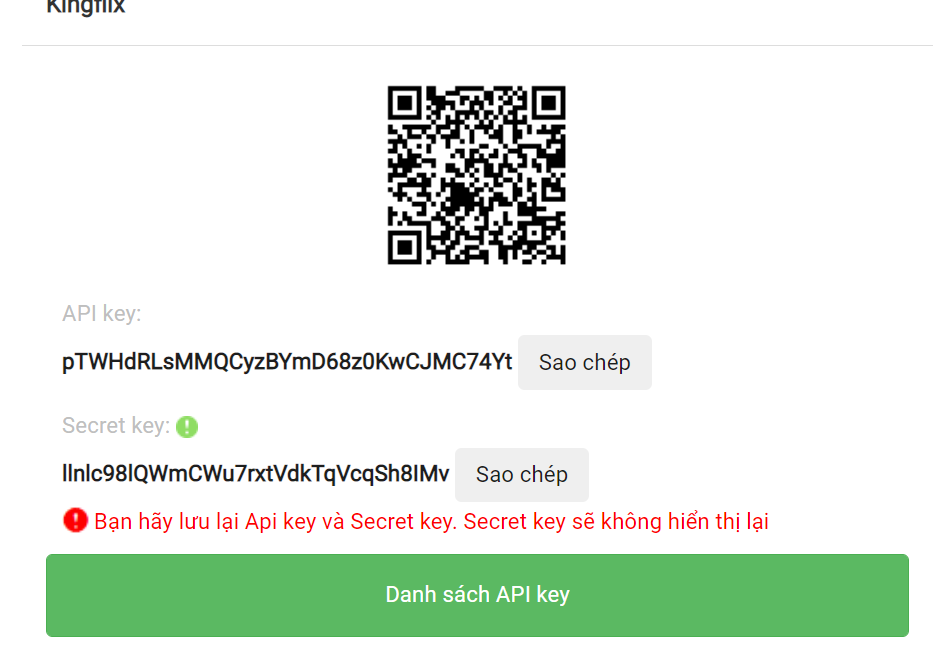 Kingflix
API key:
pTWHdRLsMMQCyzBYmD68z0KwCJMC74Yt Sao chép
Secret key:
llnlc98lQWmCWu7rxtVdkTqVcqSh8IMv Sao chép
Bạn hãy lưu lại Api key và Secret key. Secret key sẽ không hiển thị lại
Danh sách API key